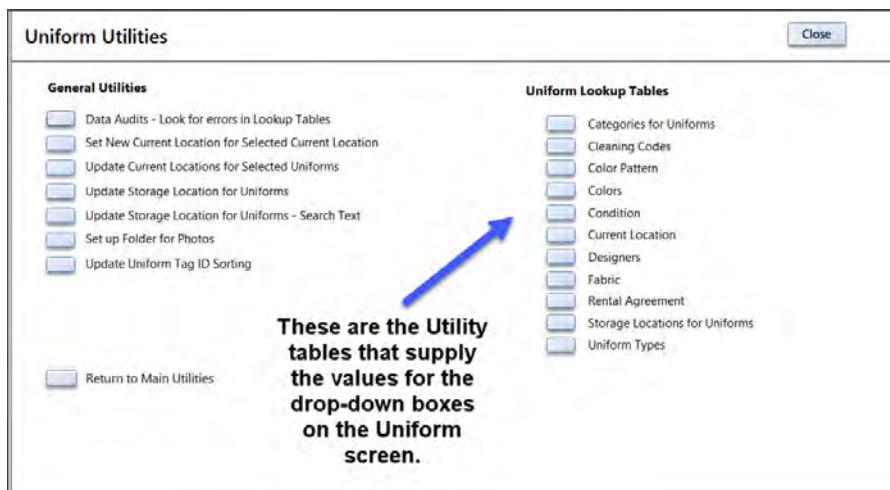 Uniform Utilities
Close
General Utilities
Data Audits - Look for errors in Lookup Tables
Set New Current Location for Selected Current Location
Update Current Locations for Selected Uniforms
Update Storage Location for Uniforms
Update Storage Location for Uniforms - Search Text
Set up Folder for Photos
Update Uniform Tag ID Sorting
Return to Main Utilities
These are the Utility
tables that supply
the values for the
drop-down boxes
on the Uniform
screen.
Uniform Lookup Tables
Categories for Uniforms
Cleaning Codes
Color Pattern
Colors
Condition
Current Location
Designers
Fabric
Rental Agreement
Storage Locations for Uniforms
Uniform Types